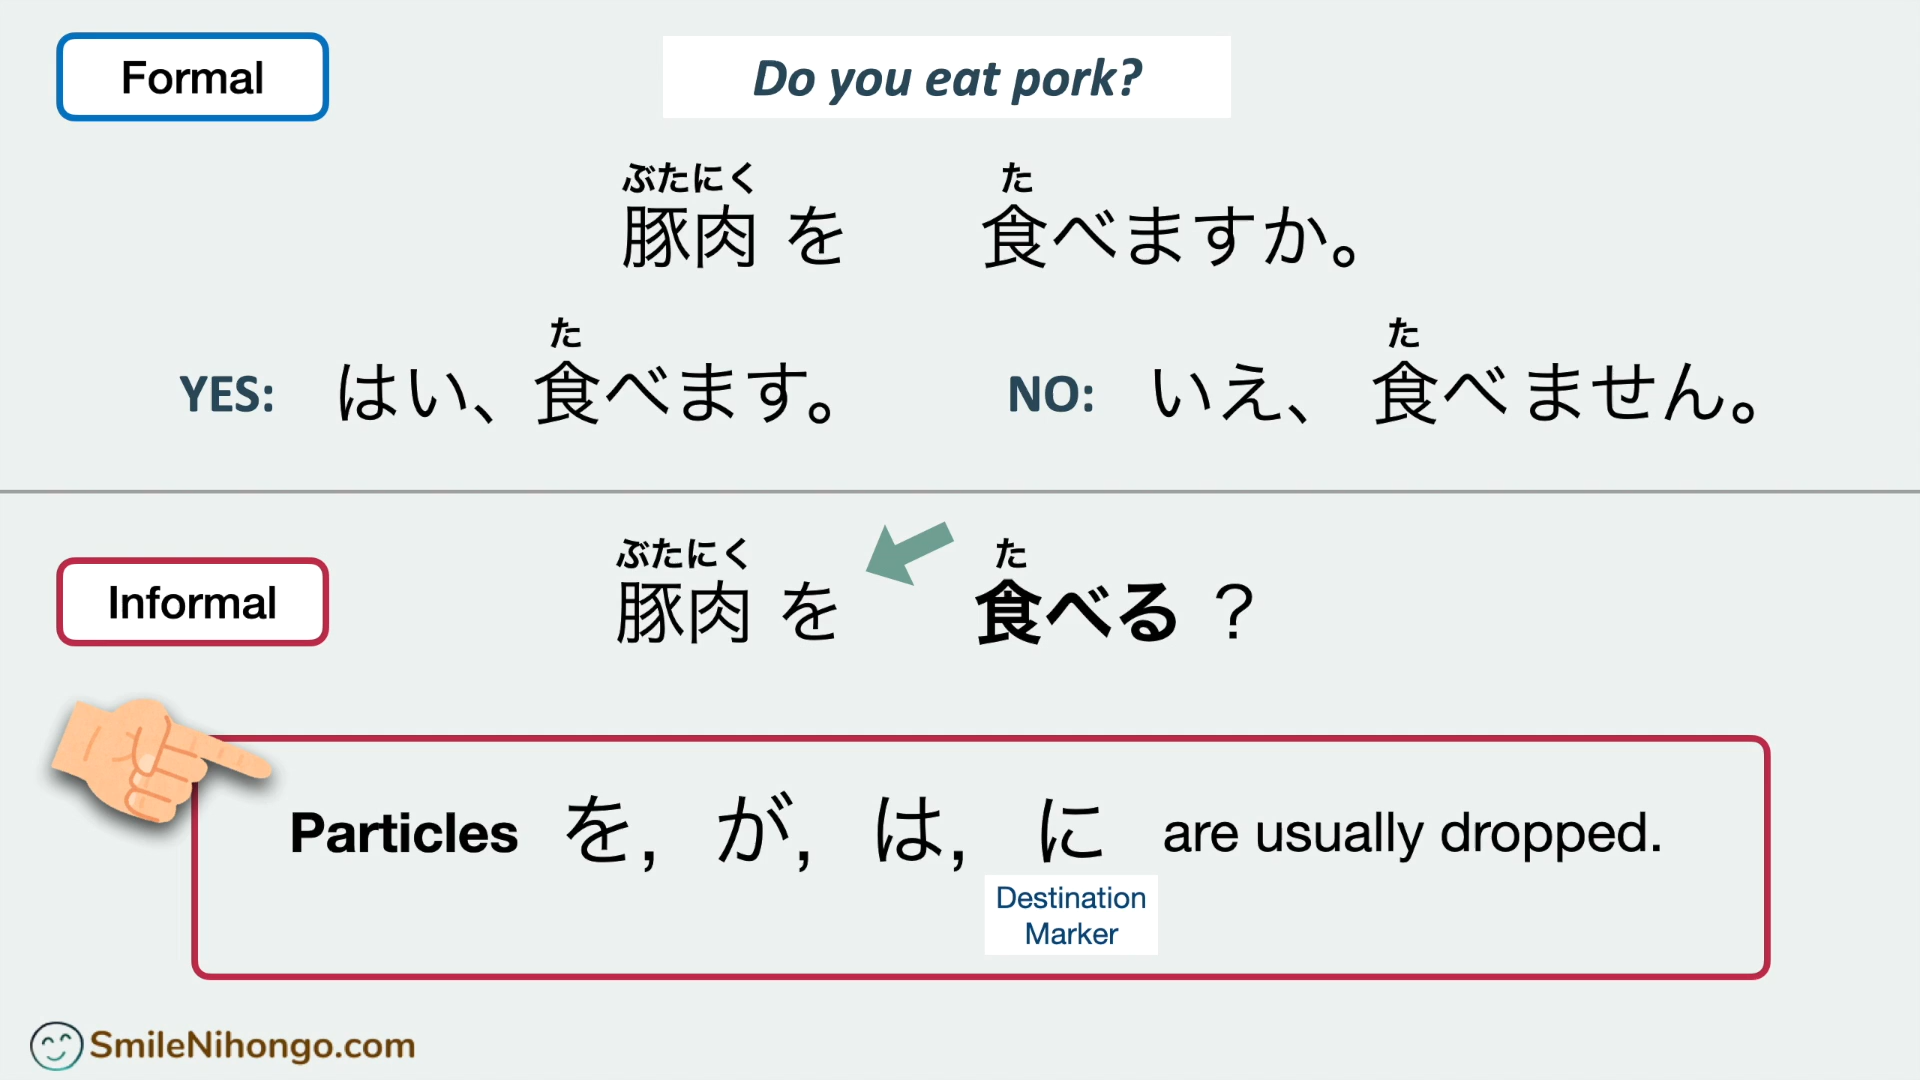 Formal
Do you eat pork?
ぶたにく た
豚肉 を 食べますか。
た た
YES: はい、食べます。 NO: いえ、 食べません。
ぶたにく た
Informal 豚肉 を 食べる ？
Particles を, が, は, に are usually dropped.
Destination
Marker
SmileNihongo.com